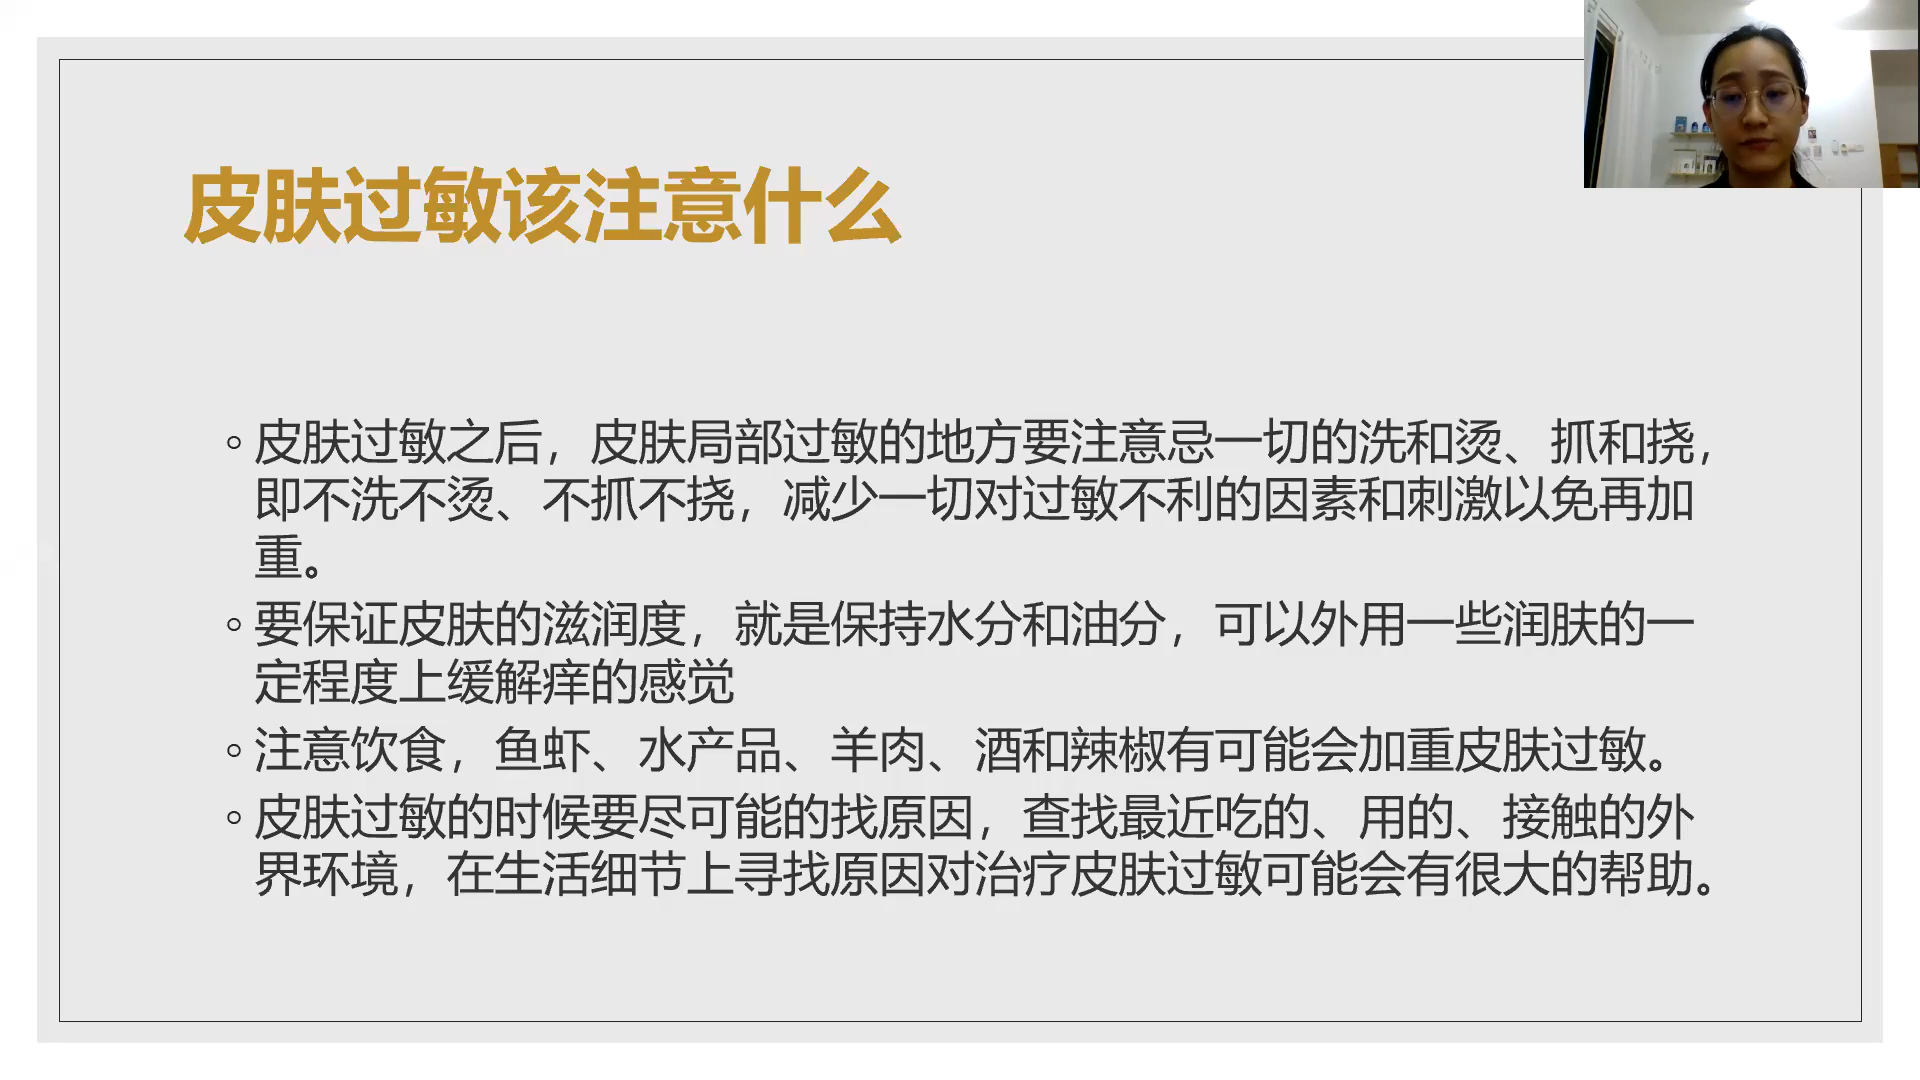 皮肤过敏该注意什么
◦皮肤过敏之后，皮肤局部过敏的地方要注意忌一切的洗和烫、抓和挠，
即不洗不烫、不抓不挠，减少一切对过敏不利的因素和刺激以免再加
重。
◦要保证皮肤的滋润度，就是保持水分和油分，可以外用一些润肤的一
定程度上缓解痒的感觉
◦注意饮食，鱼虾、水产品、羊肉、酒和辣椒有可能会加重皮肤过敏。
◦皮肤过敏的时候要尽可能的找原因，查找最近吃的、用的、接触的外
界环境，在生活细节上寻找原因对治疗皮肤过敏可能会有很大的帮助。